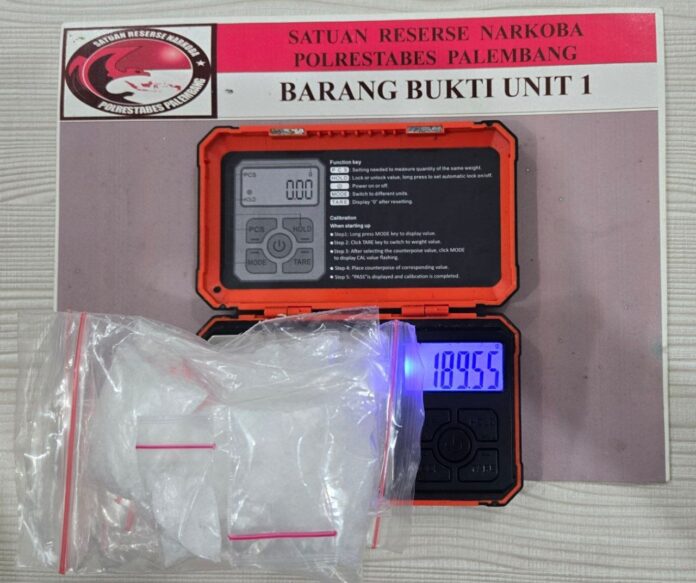 SATUAN RESERSE NARKOBA
POLRESTABES PALEMBANG
SATUAN RESERSE NARKOBA
POLRESTABES PALEMBANG
BARANG BUKTI UNIT 1
PCS
HOLD
0.00
PCS
HOLD
MODE
TARE
Function key
PCS : Setting needed to measure quantity of the same weight.
HOLD : Lock or unlock value, long press to set automatic lock on/off.
: Power on or off.
MODE : Switch to different units.
TARE : Display "0" after resetting.
Calibration
When starting up
Step1: Long press MODE key to display value.
Step 2: Click TARE key to switch to weight value.
Step 3: After selecting the counterpoise value, click MODE
to display CAL value flashing.
Step 4: Place counterpoise of corresponding value.
Step 5: "PASS"is displayed and calibration is completed.
189.55